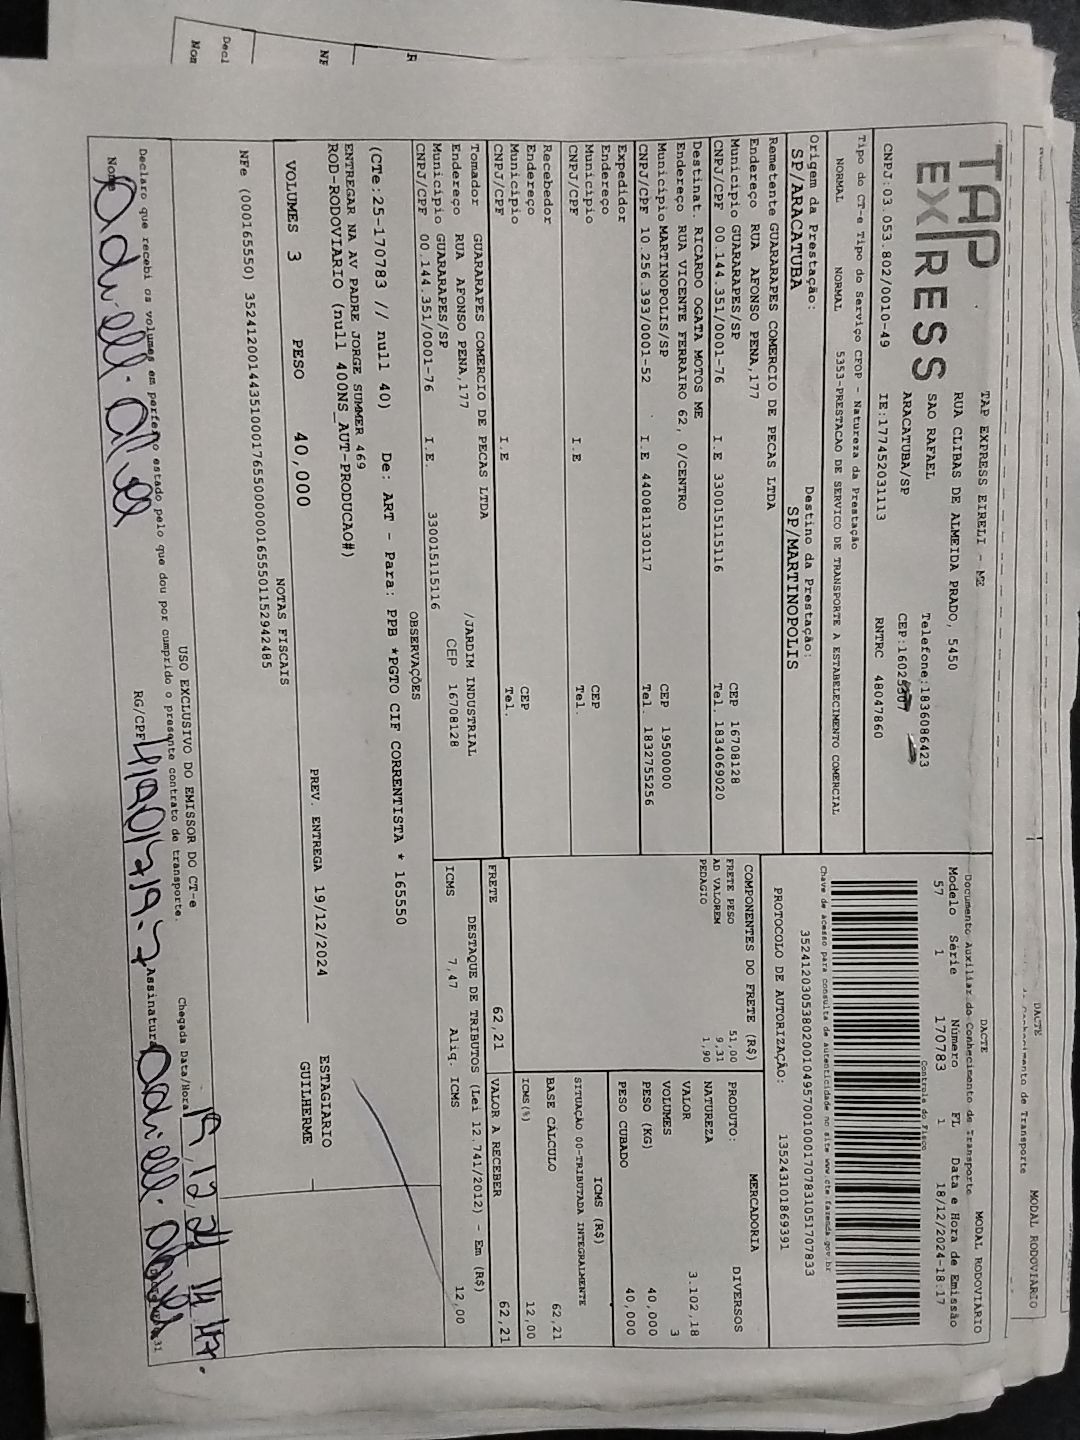 TAP
EXPRESS
TAP EXPRESS EIRELI - ME
RUA CLIBAS DE ALMEIDA PRADO, 5450
SAO RAFAEL
Telefone:1836086423
ARACATUBA/SP
CNPJ:03.053.802/0010-49 IE:177452031113 RNTRC 48047860
DACTE MODAL RODOVIÁRIO
Documento Auxiliar do Conhecimento de Transporte
Modelo Série Número FL Data e Hora de Emissão
57 1 170783 1 18/12/2024-18:17
Controle do Fisco
Chave de acesso para consulta de autenticidade no site www.cte.fazenda.gov.br
35241203053802001049570010001707831051707833
PROTOCOLO DE AUTORIZAÇÃO: 135243101869391
Tipo do CT-e Tipo do Serviço CFOP - Natureza da Prestação
NORMAL NORMAL 5353-PRESTACAO DE SERVICO DE TRANSPORTE A ESTABELECIMENTO COMERCIAL
Origem da Prestação: Destino da Prestação:
SP/ARACATUBA SP/MARTINOPOLIS
Remetente GUARARAPES COMERCIO DE PECAS LTDA
Endereço RUA AFONSO PENA,177
Município GUARARAPES/SP CEP 16708128
CNPJ/CPF 00.144.351/0001-76 I.E 330015115116 Tel. 1834069020
Destinat. RICARDO OGATA MOTOS ME
Endereço RUA VICENTE FERRAIRO 62, 0/CENTRO
Município MARTINOPOLIS/SP CEP 19500000
CNPJ/CPF 10.256.393/0001-52 I.E 440081130117 Tel. 1832755256
Expedidor
Endereço
Município CEP
CNPJ/CPF I.E Tel.
Recebedor
Endereço
Município CEP
CNPJ/CPF I.E Tel.
Tomador GUARARAPES COMERCIO DE PECAS LTDA
Endereço RUA AFONSO PENA,177 /JARDIM INDUSTRIAL
Município GUARARAPES/SP CEP 16708128
CNPJ/CPF 00.144.351/0001-76 I.E 330015115116
COMPONENTES DO FRETE (R$)
FRETE PESO 51,00
AD VALOREM 9,31
PEDAGIO 1,90
MERCADORIA
PRODUTO: DIVERSOS
NATUREZA
VALOR 3.102,18
VOLUMES 3
PESO (KG) 40,000
PESO CUBADO 40,000
ICMS (R$)
SITUAÇÃO 00-TRIBUTADA INTEGRALMENTE
BASE CÁLCULO 62,21
ICMS(%) 12,00
FRETE 62,21 VALOR A RECEBER 62,21
DESTAQUE DE TRIBUTOS (Lei 12.741/2012) - Em (R$)
ICMS 7,47 Aliq. ICMS 12,00
OBSERVAÇÕES
(CTe:25-170783 // null 40) De: ART - Para: PPB *PGTO CIF CORRENTISTA * 165550
ENTREGAR NA AV PADRE JORGE SUMMER 469
ROD-RODOVIARIO (null 400NS_AUT-PRODUCAO#)
VOLUMES 3 PESO 40,000 PREV. ENTREGA 19/12/2024
ESTAGIARIO
GUILHERME
NOTAS FISCAIS
NFe (000165550) 35241200144351000176550000001655501152942485
USO EXCLUSIVO DO EMISSOR DO CT-e
Declaro que recebi os volumes em perfeito estado pelo que dou por cumprido o presente contrato de transporte.
Chegada Data/Hora 19, 12, 24 14 47
Nome RG/CPF Assinatura